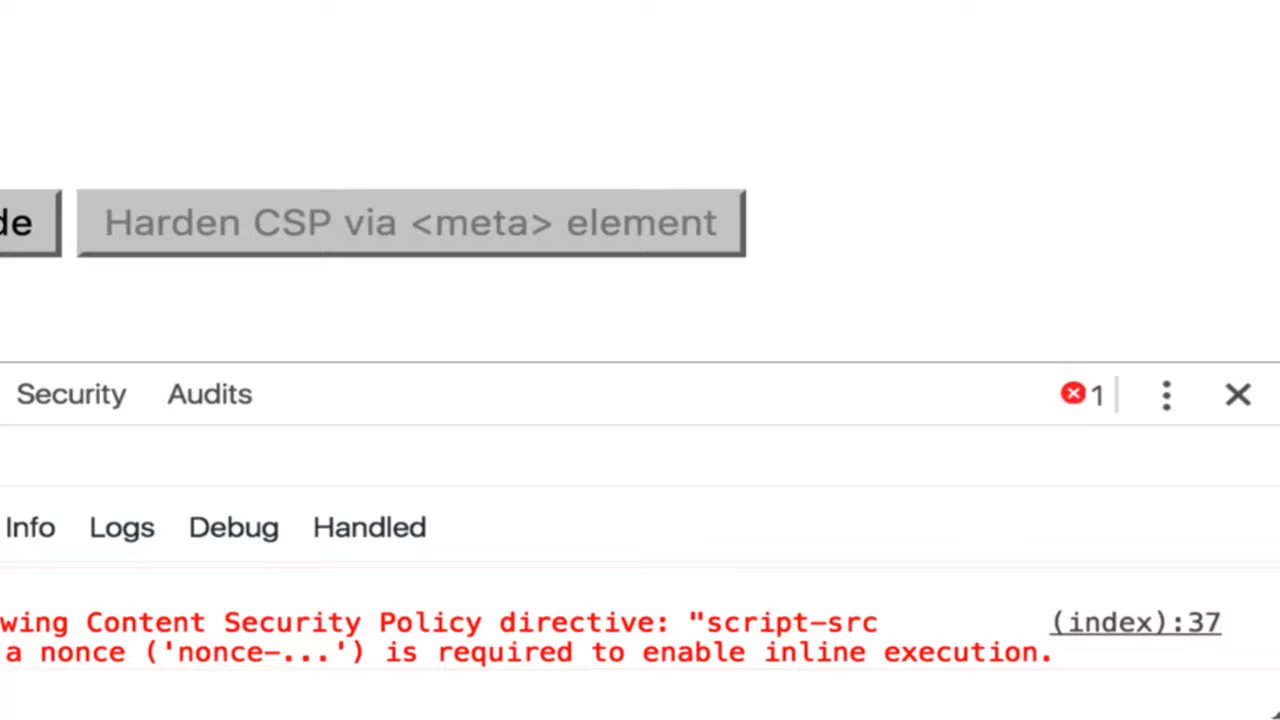 de Harden CSP via <meta> element
Security Audits 1
Info Logs Debug Handled
wing Content Security Policy directive: "script-src (index):37
a nonce ('nonce-...') is required to enable inline execution.